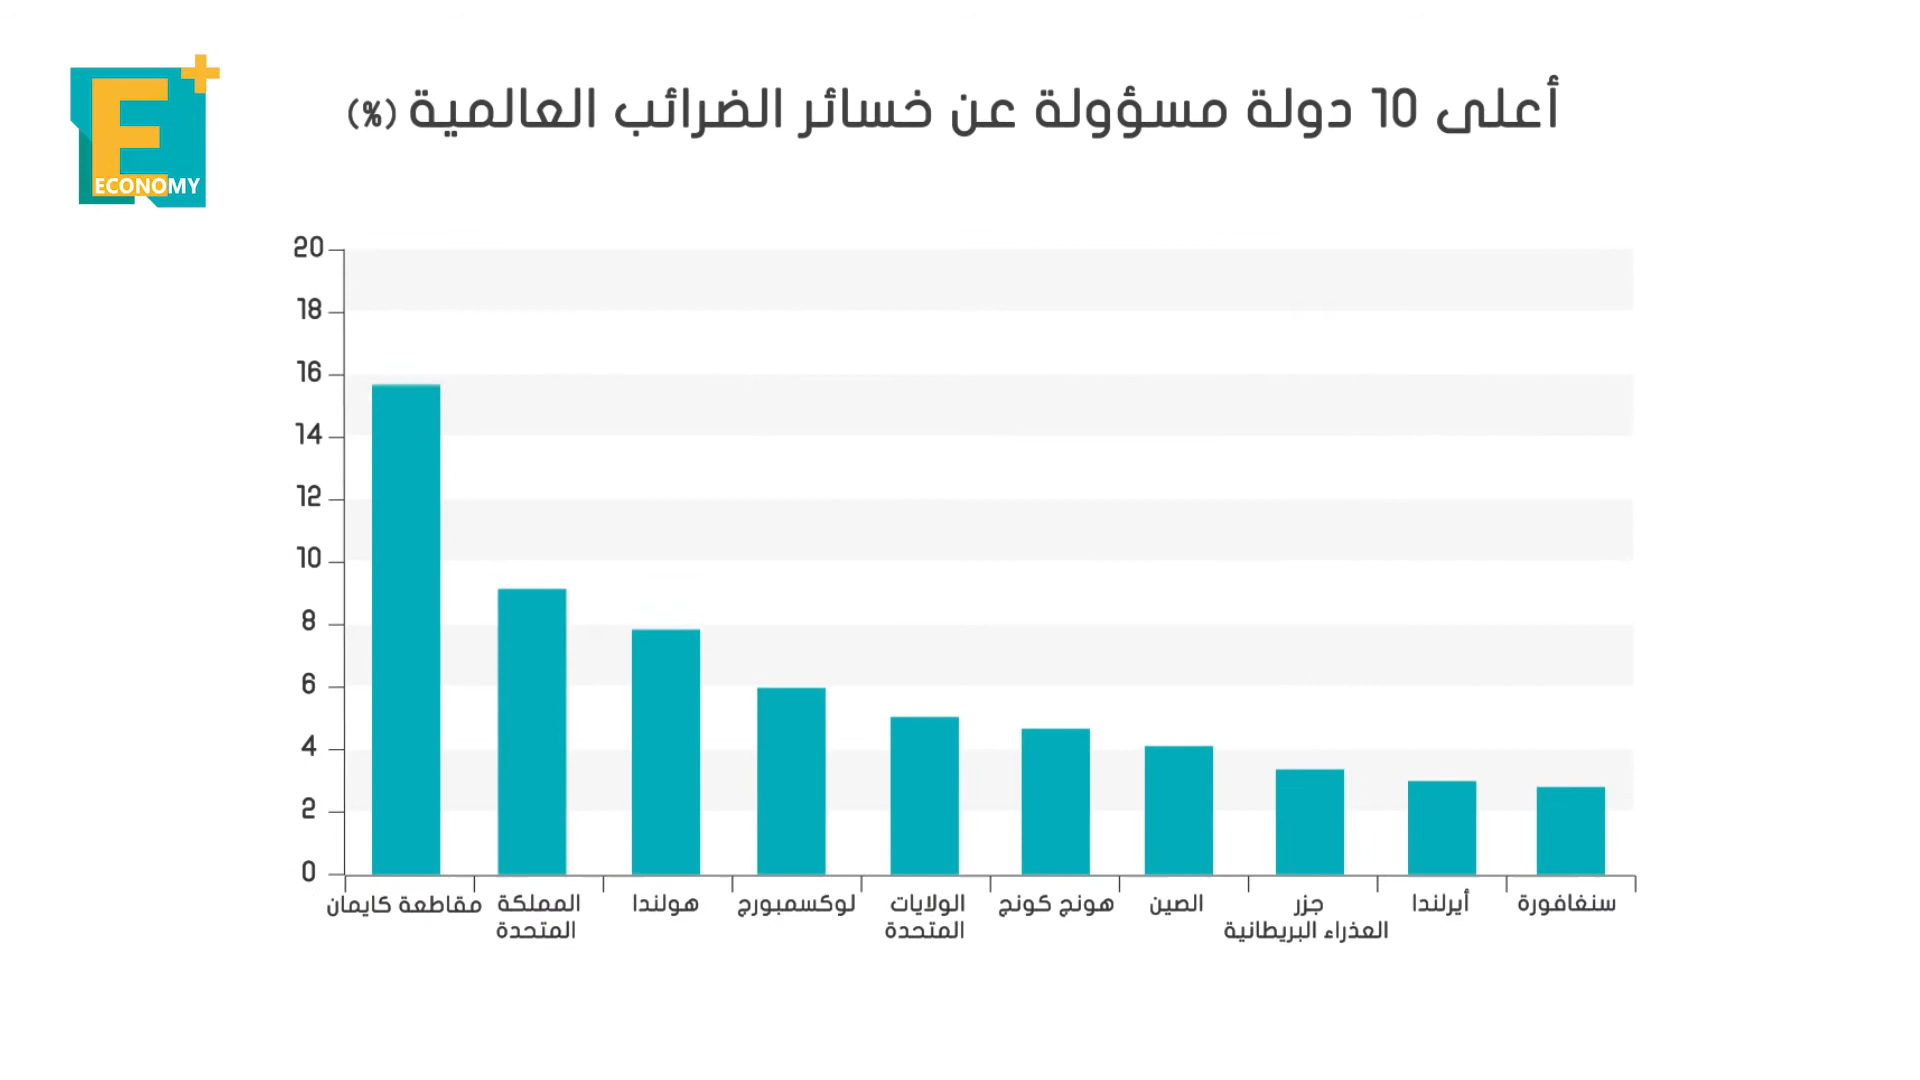 E+
ECONOMY
أعلى 10 دولة مسؤولة عن خسائر الضرائب العالمية (%)
20
18
16
14
12
10
8
6
4
2
0
مقاطعة كايمان
المملكة
المتحدة
هولندا
لوكسمبورج
الولايات
المتحدة
هونج كونج
الصين
جزر
العذراء البريطانية
أيرلندا
سنغافورة